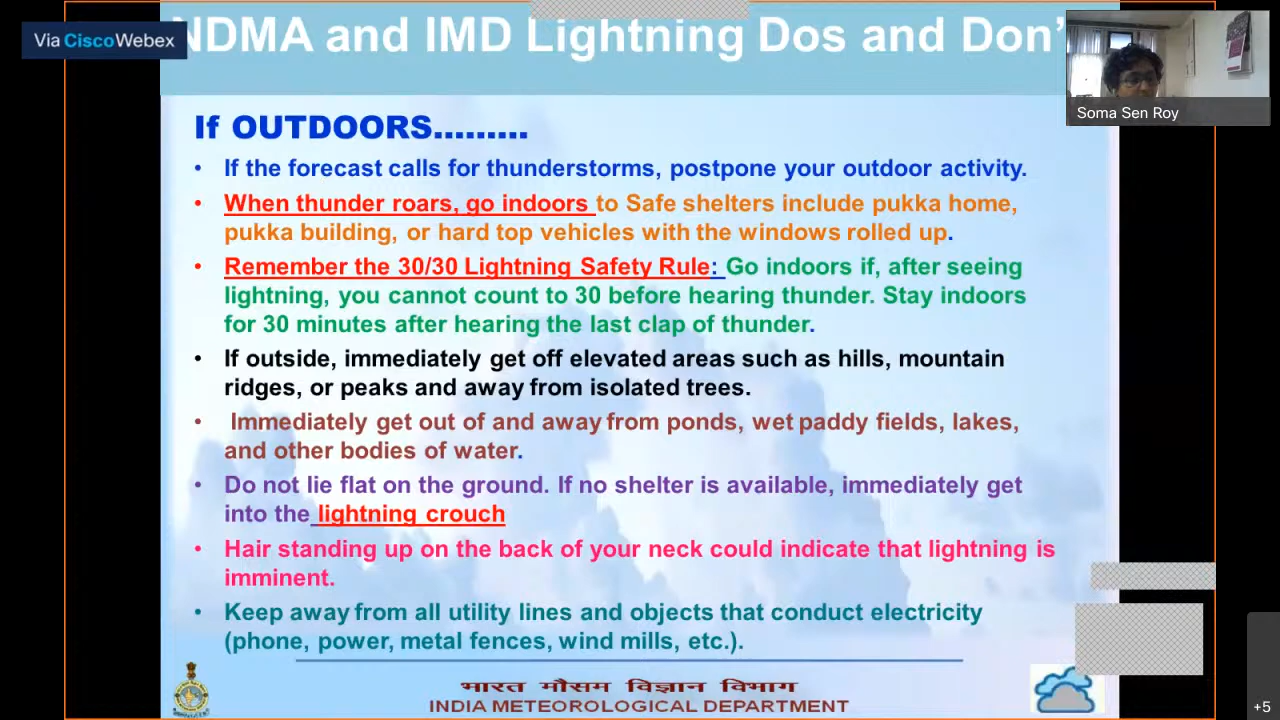 NDMA and IMD Lightning Dos and Don'
Via Cisco Webex
Soma Sen Roy
If OUTDOORS.........
• If the forecast calls for thunderstorms, postpone your outdoor activity.
• When thunder roars, go indoors to Safe shelters include pukka home,
pukka building, or hard top vehicles with the windows rolled up.
• Remember the 30/30 Lightning Safety Rule: Go indoors if, after seeing
lightning, you cannot count to 30 before hearing thunder. Stay indoors
for 30 minutes after hearing the last clap of thunder.
• If outside, immediately get off elevated areas such as hills, mountain
ridges, or peaks and away from isolated trees.
• Immediately get out of and away from ponds, wet paddy fields, lakes,
and other bodies of water.
• Do not lie flat on the ground. If no shelter is available, immediately get
into the lightning crouch
• Hair standing up on the back of your neck could indicate that lightning is
imminent.
• Keep away from all utility lines and objects that conduct electricity
(phone, power, metal fences, wind mills, etc.).
भारत मौसम विज्ञान विभाग
INDIA METEOROLOGICAL DEPARTMENT
+5